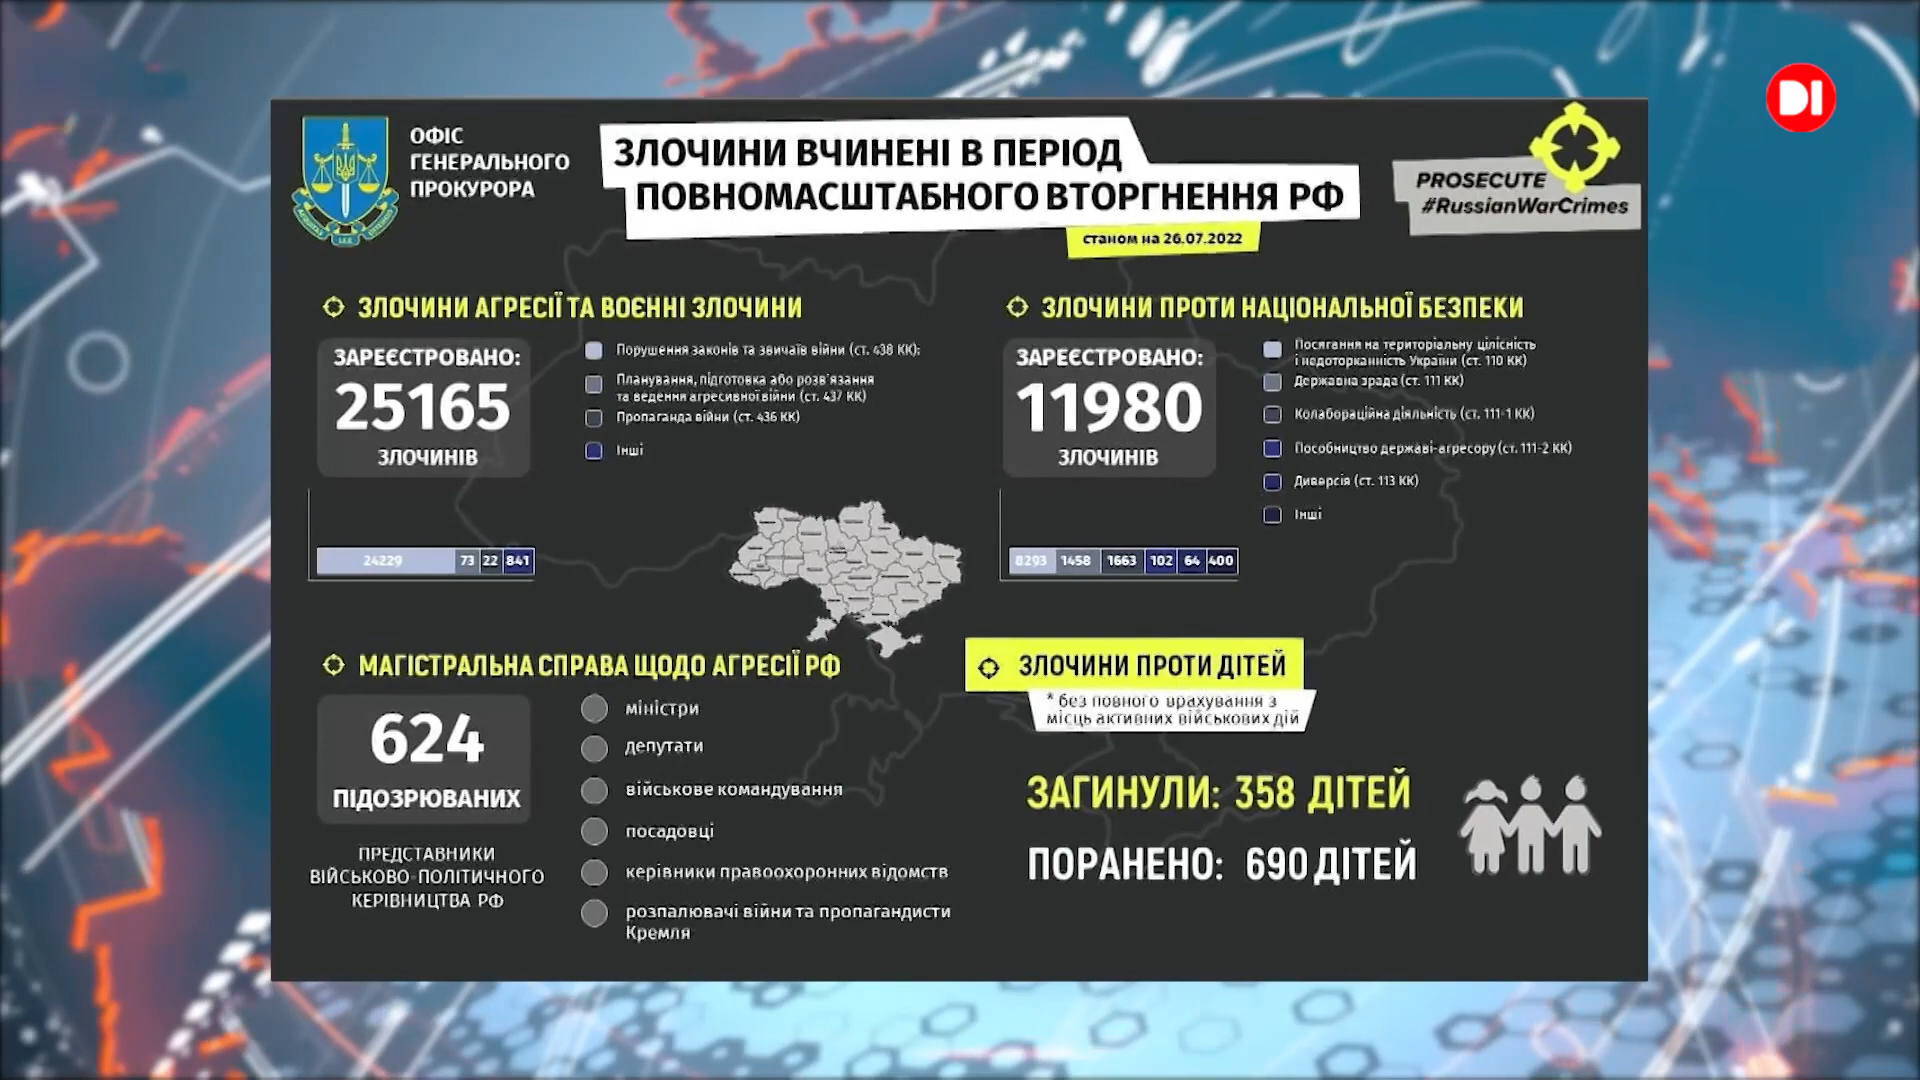 DI
ОФІС
ГЕНЕРАЛЬНОГО
ПРОКУРОРА
ЗЛОЧИНИ ВЧИНЕНІ В ПЕРІОД
ПОВНОМАСШТАБНОГО ВТОРГНЕННЯ РФ
станом на 26.07.2022
PROSECUTE
#RussianWarCrimes
ЗЛОЧИНИ АГРЕСІЇ ТА ВОЄННІ ЗЛОЧИНИ
ЗАРЕЄСТРОВАНО:
25165
ЗЛОЧИНІВ
Порушення законів та звичаїв війни (ст. 438 КК):
Планування, підготовка або розв'язання
та ведення агресивної війни (ст. 437 КК)
Пропаганда війни (ст. 436 КК)
Інші
24229 73 22 841
ЗЛОЧИНИ ПРОТИ НАЦІОНАЛЬНОЇ БЕЗПЕКИ
ЗАРЕЄСТРОВАНО:
11980
ЗЛОЧИНІВ
Посягання на територіальну цілісність
і недоторканність України (ст. 110 КК)
Державна зрада (ст. 111 КК)
Колабораційна діяльність (ст. 111-1 КК)
Пособництво державі-агресору (ст. 111-2 КК)
Диверсія (ст. 113 КК)
Інші
8293 1458 1663 102 64 400
МАГІСТРАЛЬНА СПРАВА ЩОДО АГРЕСІЇ РФ
624
ПІДОЗРЮВАНИХ
ПРЕДСТАВНИКИ
ВІЙСЬКОВО-ПОЛІТИЧНОГО
КЕРІВНИЦТВА РФ
міністри
депутати
військове командування
посадовці
керівники правоохоронних відомств
розпалювачі війни та пропагандисти
Кремля
ЗЛОЧИНИ ПРОТИ ДІТЕЙ
* без повного врахування з
місць активних військових дій
ЗАГИНУЛИ: 358 ДІТЕЙ
ПОРАНЕНО: 690 ДІТЕЙ